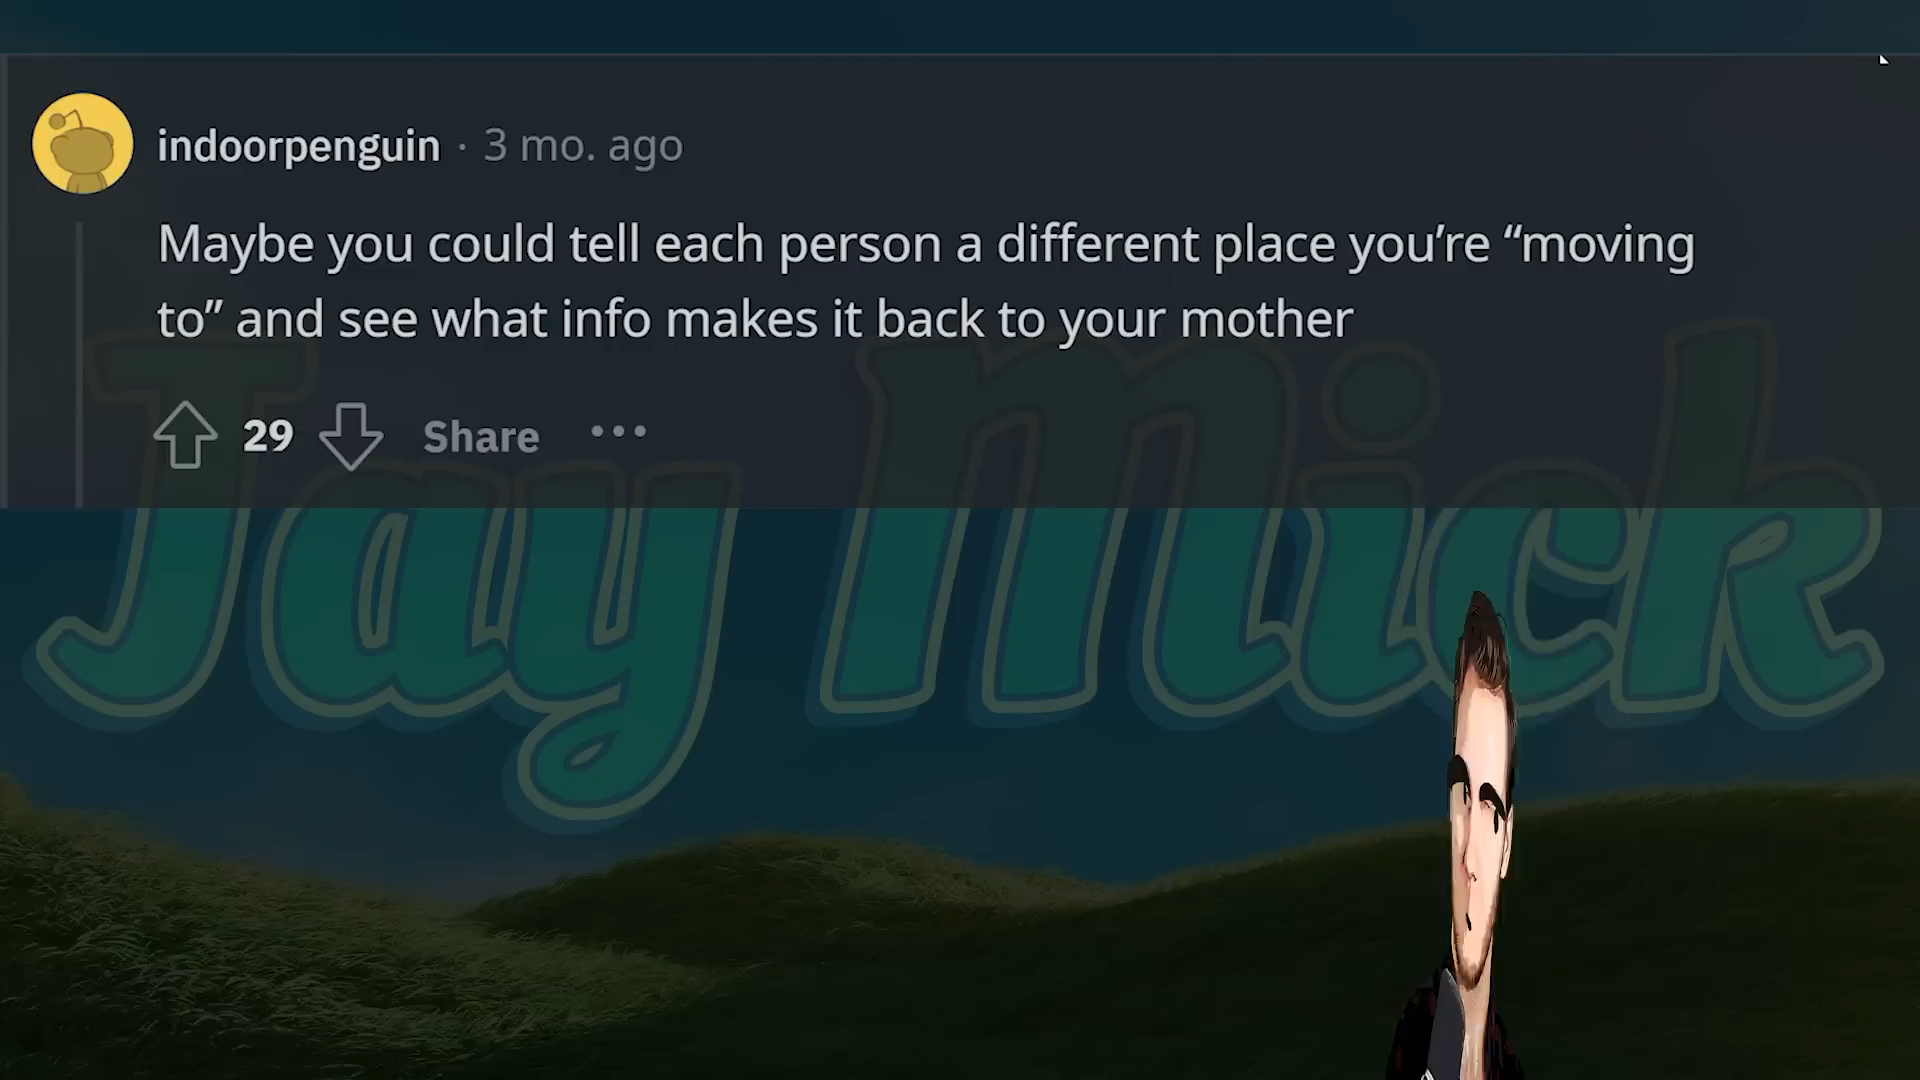 indoorpenguin · 3 mo. ago
Maybe you could tell each person a different place you’re “moving
to” and see what info makes it back to your mother
29 Share ···
Jay Mick